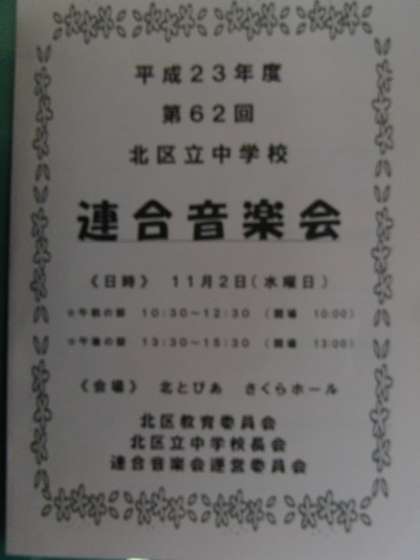 平成23年度
第62回
北区立中学校
連合音楽会
《日時》 11月2日(水曜日)
◎午前の部 10:30～12:30 (開場 10:00)
◎午後の部 13:30～15:30 (開場 13:00)
《会場》 北とぴあ さくらホール
北区教育委員会
北区立中学校長会
連合音楽会運営委員会